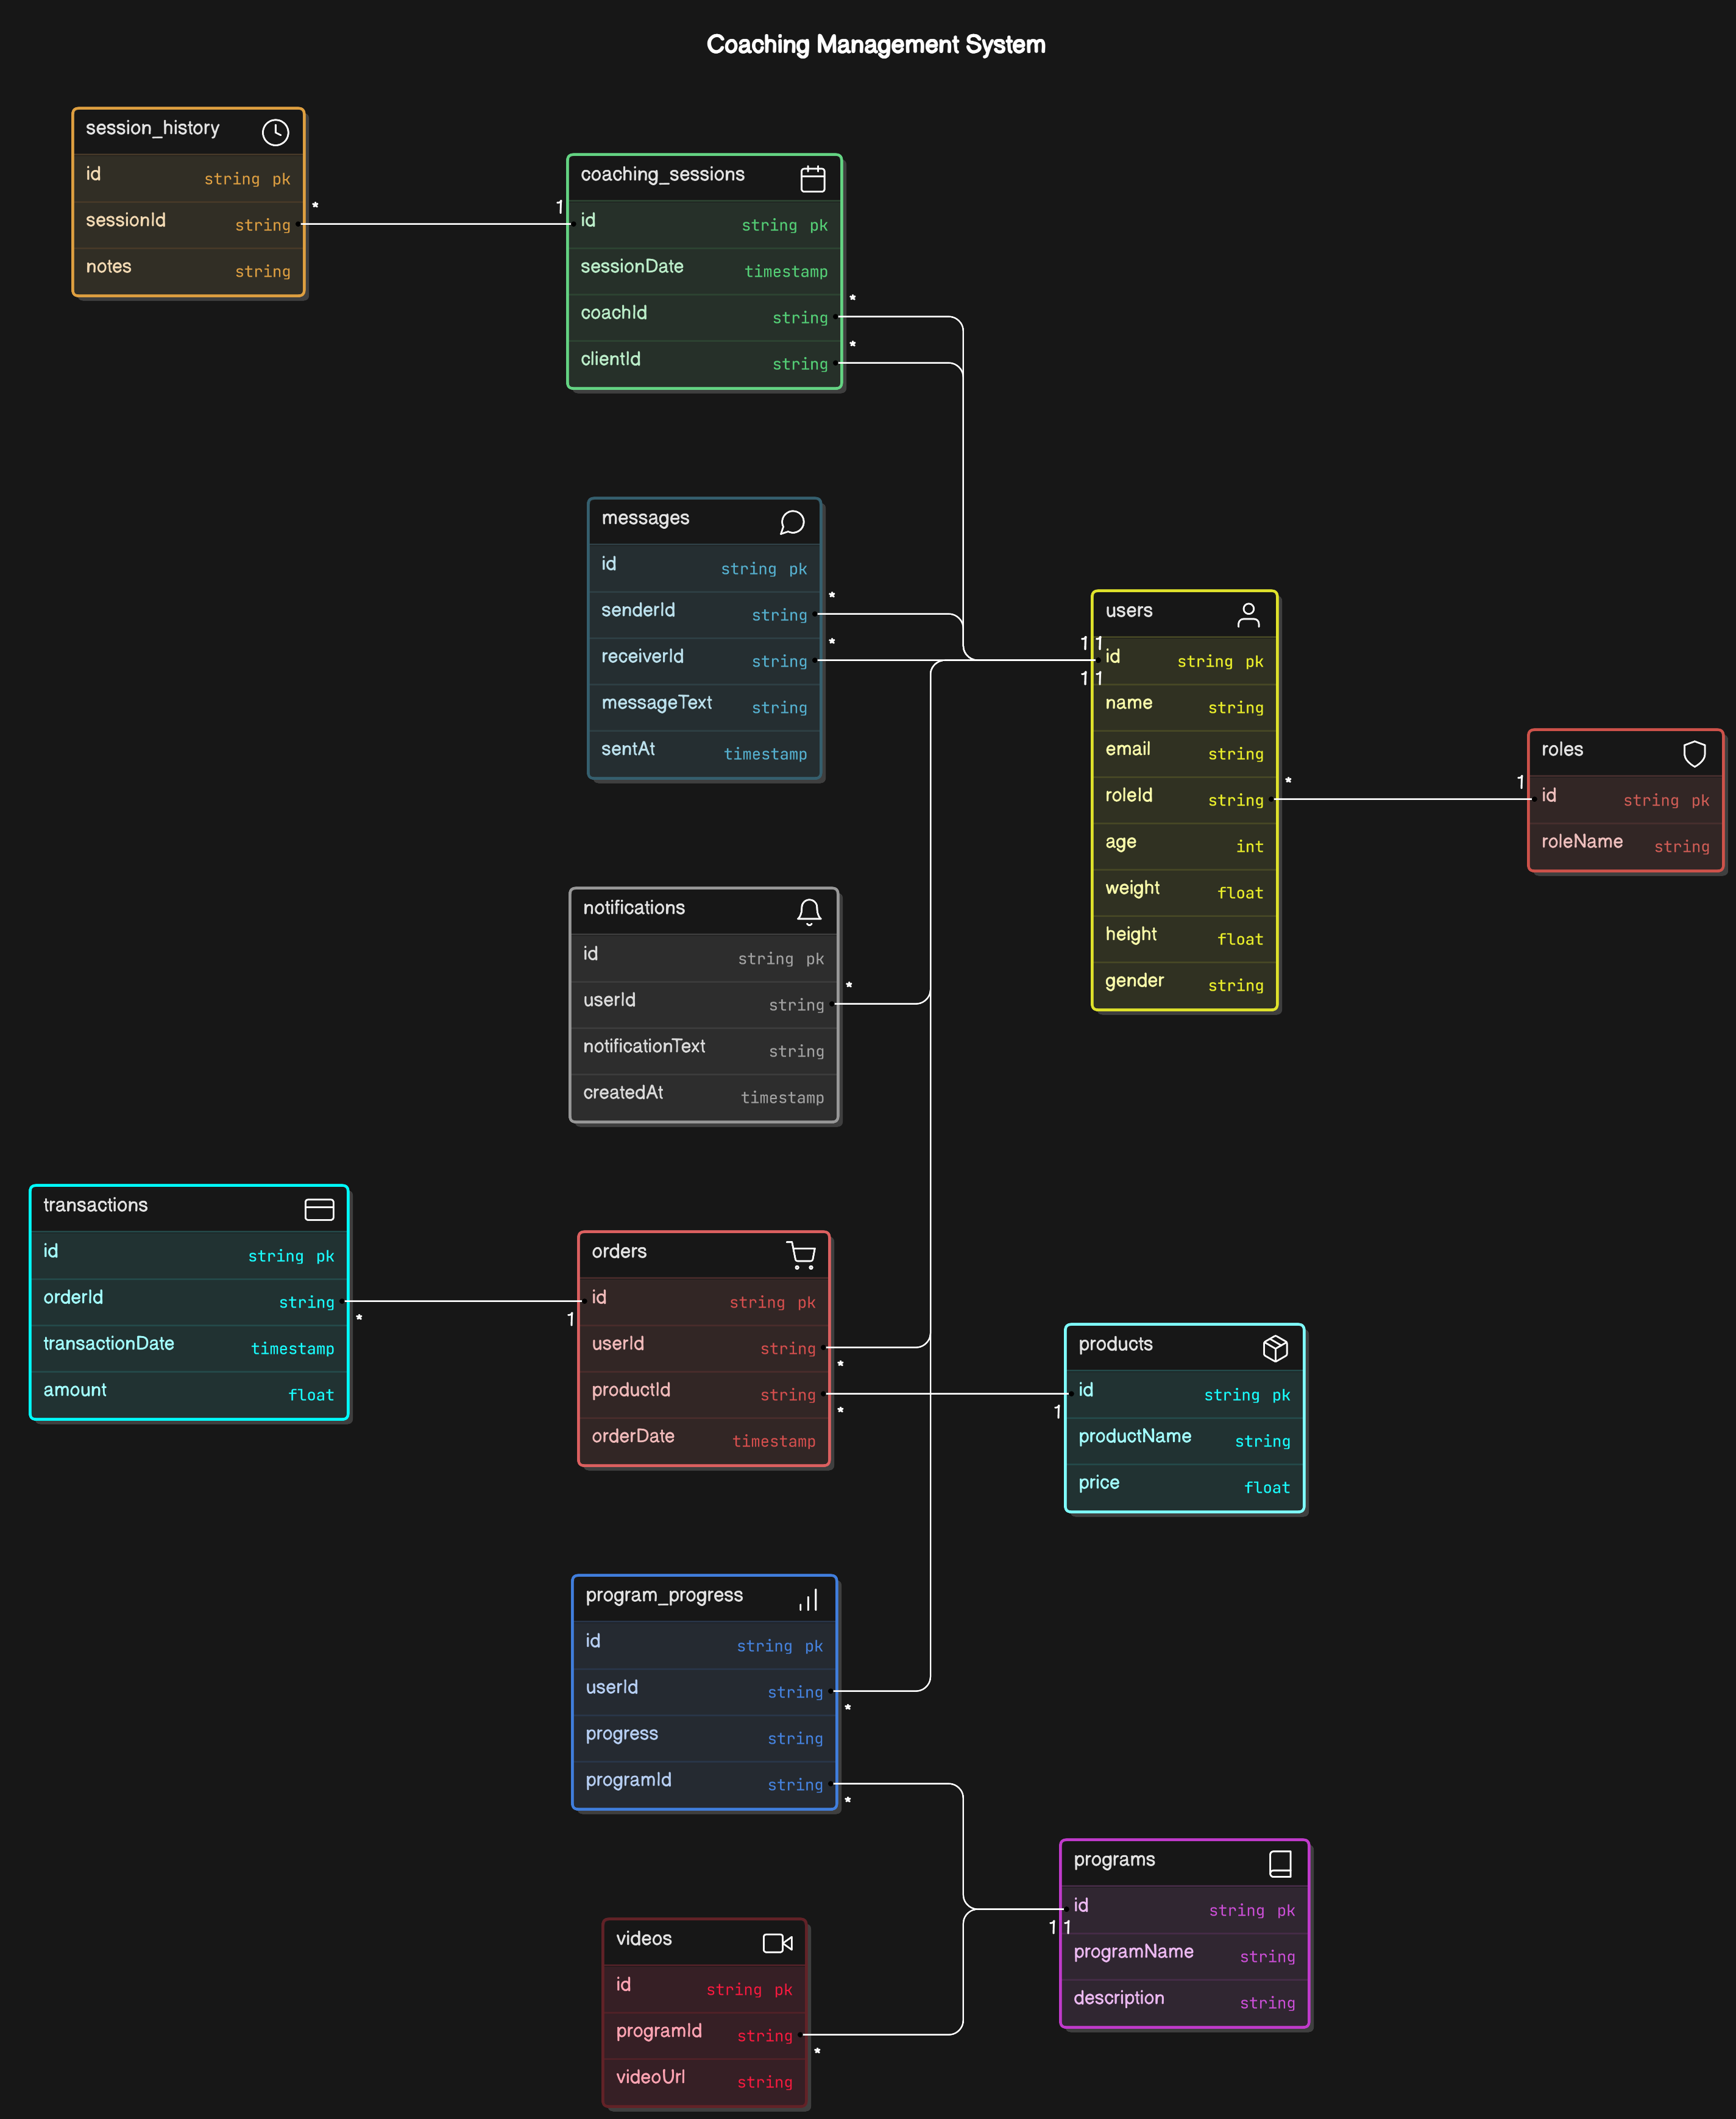 Coaching Management System
session_history
id string pk
sessionId string
notes string
*
1
coaching_sessions
id string pk
sessionDate timestamp
coachId string
clientId string
*
*
messages
id string pk
senderId string
receiverId string
messageText string
sentAt timestamp
*
*
users
id string pk
name string
email string
roleId string
age int
weight float
height float
gender string
1 1
1 1
*
1
roles
id string pk
roleName string
notifications
id string pk
userId string
notificationText string
createdAt timestamp
*
transactions
id string pk
orderId string
transactionDate timestamp
amount float
*
1
orders
id string pk
userId string
productId string
orderDate timestamp
*
*
1
products
id string pk
productName string
price float
program_progress
id string pk
userId string
progress string
programId string
*
*
programs
id string pk
programName string
description string
1 1
videos
id string pk
programId string
videoUrl string
*